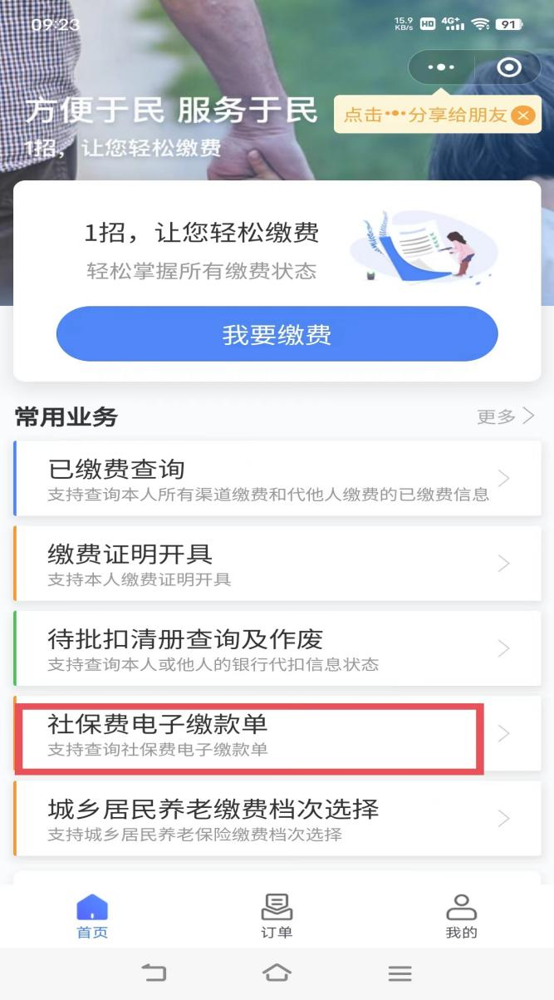 09:23
15.9 KB/s HD 4G+ 91
方便于民 服务于民
点击•••分享给朋友
1招，让您轻松缴费
1招，让您轻松缴费
轻松掌握所有缴费状态
我要缴费
常用业务
更多
已缴费查询
支持查询本人所有渠道缴费和代他人缴费的已缴费信息
缴费证明开具
支持本人缴费证明开具
待批扣清册查询及作废
支持查询本人或他人的银行代扣信息状态
社保费电子缴款单
支持查询社保费电子缴款单
城乡居民养老缴费档次选择
支持城乡居民养老保险缴费档次选择
首页
订单
我的